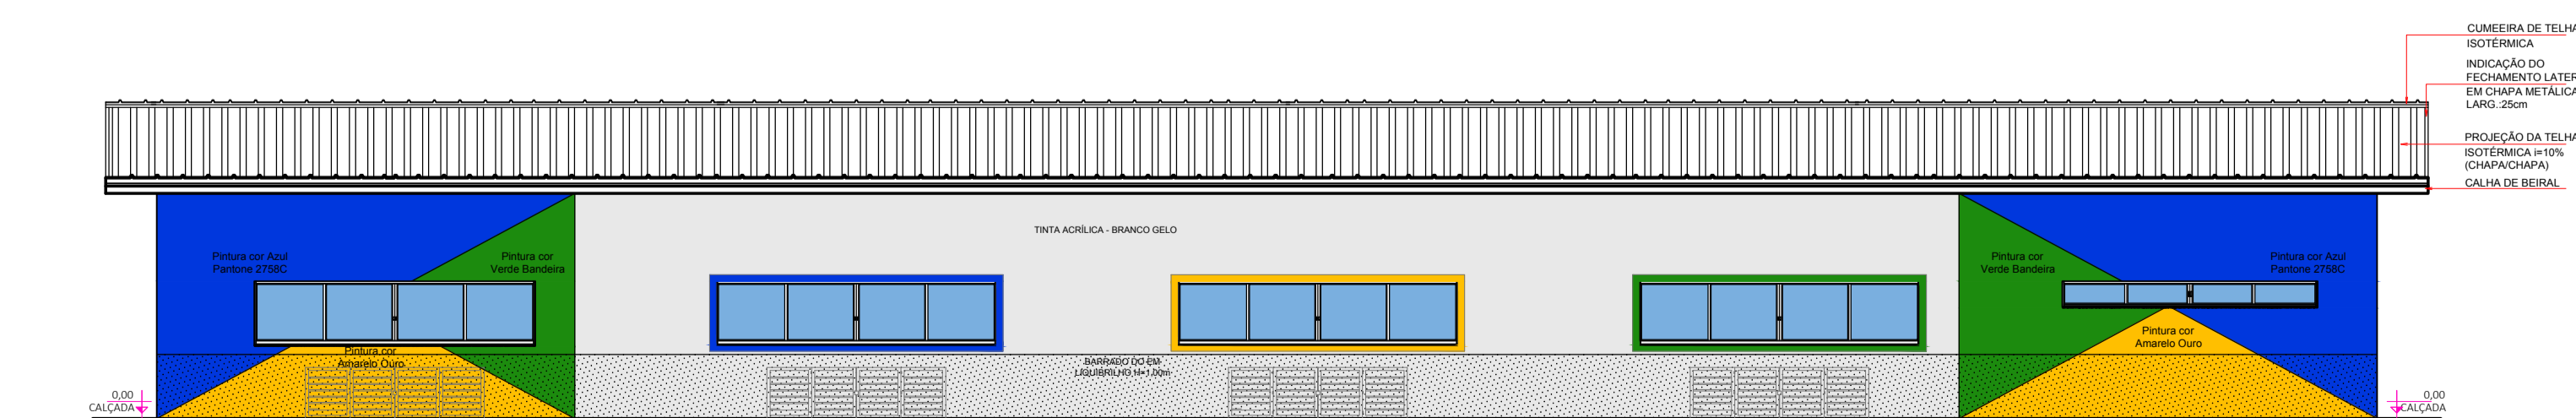 CUMEEIRA DE TELHA
ISOTÉRMICA
INDICAÇÃO DO
FECHAMENTO LATER
EM CHAPA METÁLICA
LARG.:25cm
PROJEÇÃO DA TELHA
ISOTÉRMICA i=10%
(CHAPA/CHAPA)
CALHA DE BEIRAL
TINTA ACRÍLICA - BRANCO GELO
Pintura cor Azul
Pantone 2758C
Pintura cor
Verde Bandeira
Pintura cor
Verde Bandeira
Pintura cor Azul
Pantone 2758C
Pintura cor
Amarelo Ouro
Pintura cor
Amarelo Ouro
BARRADO DO EM
LIQUIBRILHO H=1.00m
0,00
CALÇADA
0,00
CALÇADA